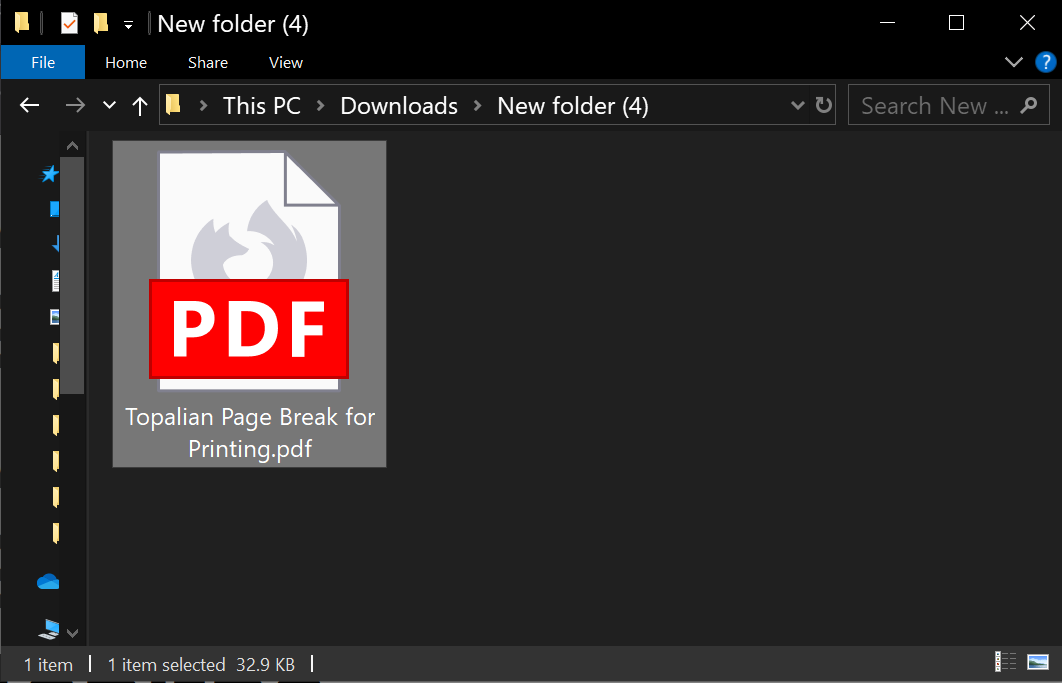 New folder (4)
File Home Share View
?
This PC Downloads New folder (4)
Search New ...
PDF
Topalian Page Break for
Printing.pdf
1 item 1 item selected 32.9 KB